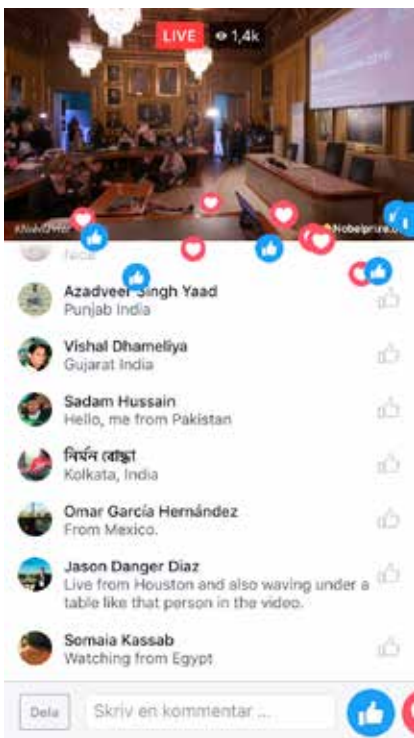 LIVE 1,4k
Nobelprize.o
Azadveer Singh Yaad
Punjab India
Vishal Dhameliya
Gujarat India
Sadam Hussain
Hello, me from Pakistan
Kolkata, India
Omar García Hernández
From Mexico.
Jason Danger Diaz
Live from Houston and also waving under a
table like that person in the video.
Somaia Kassab
Watching from Egypt
Dela
Skriv en kommentar ...